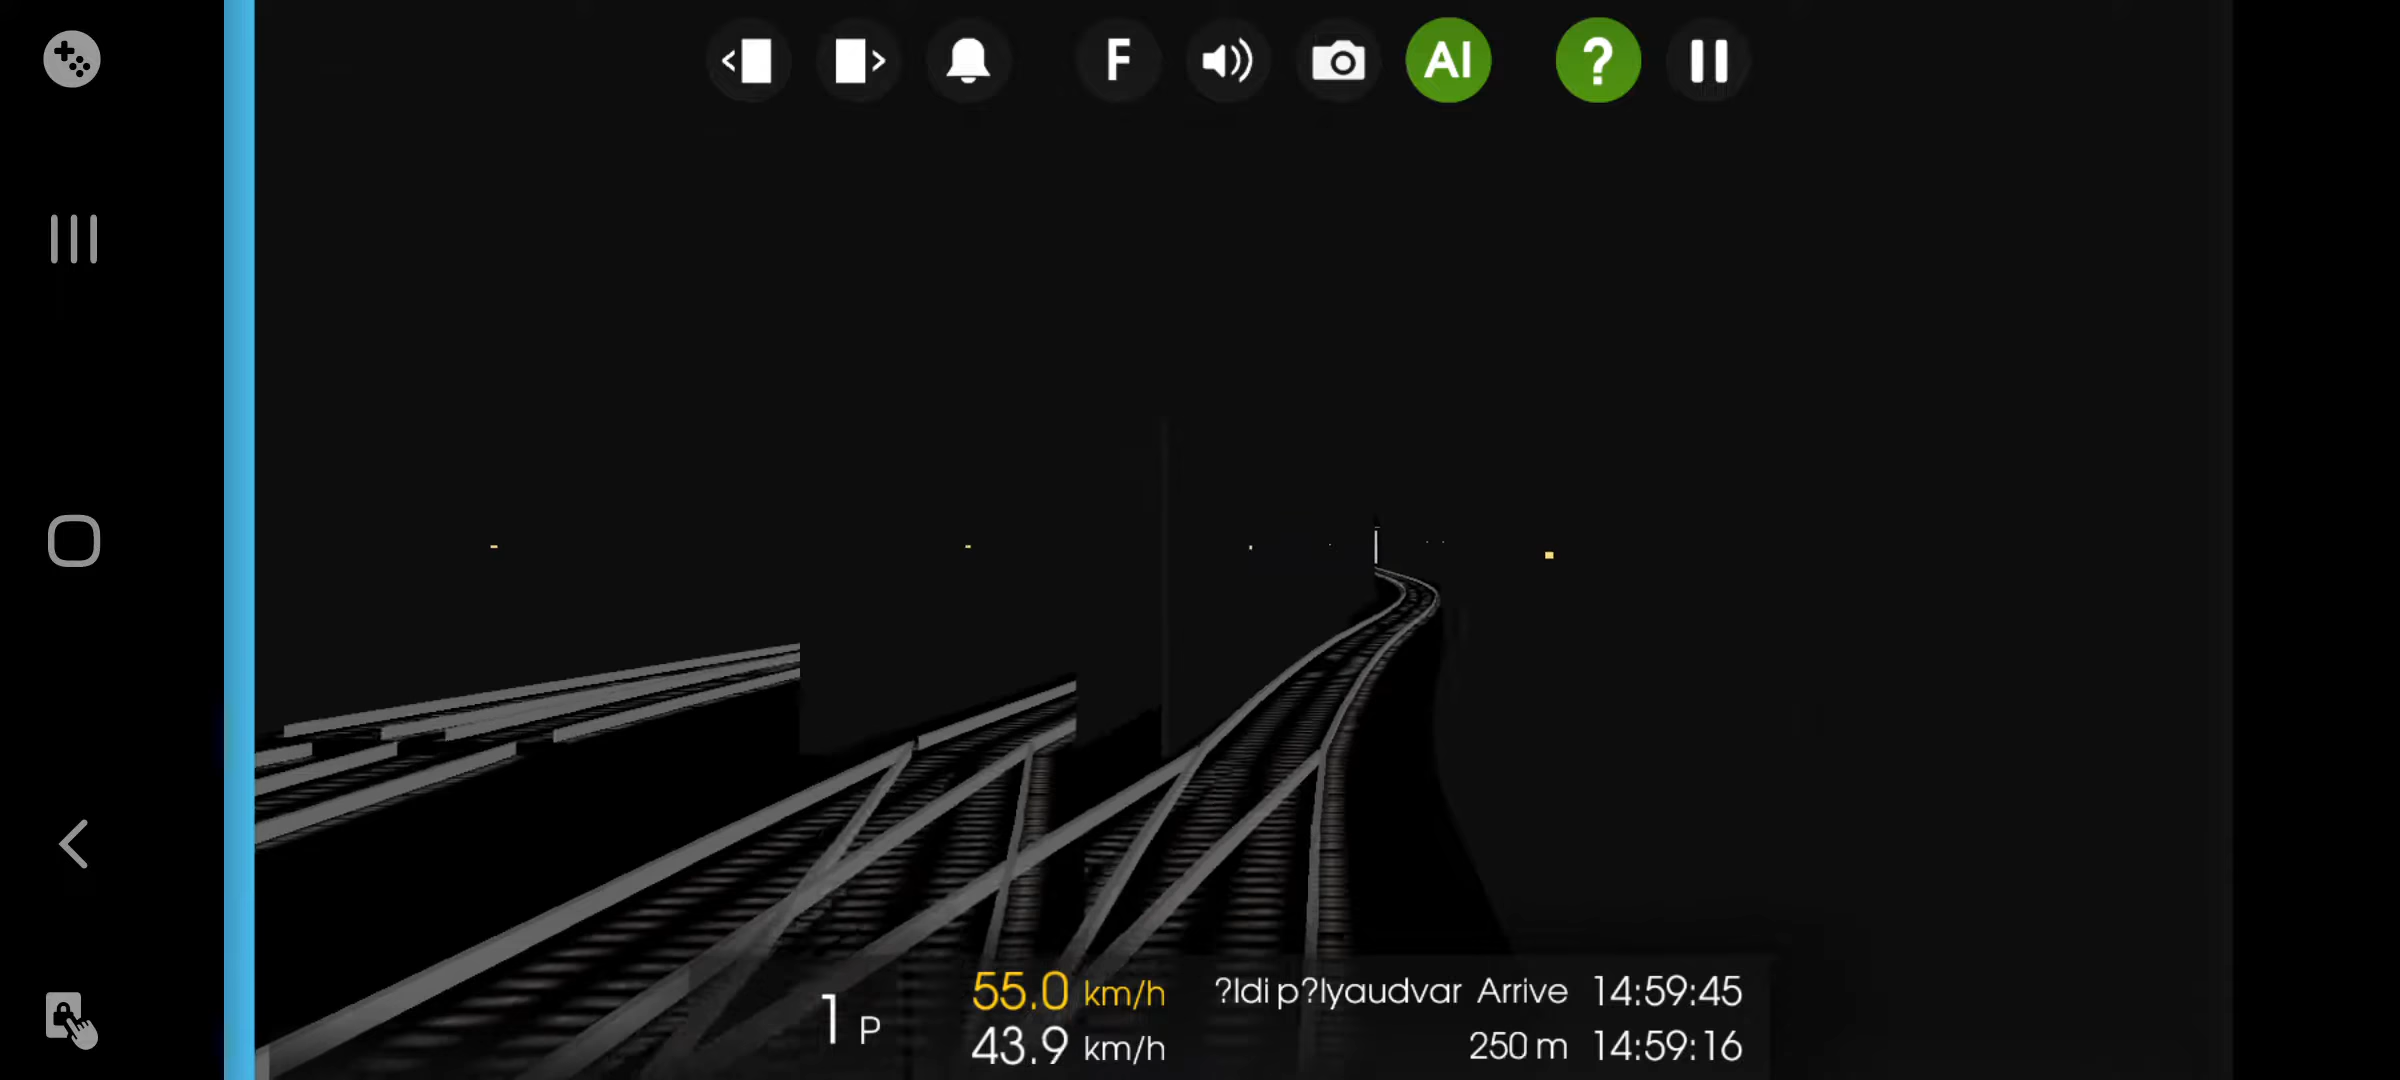 F
AI
?
1 P
55.0 km/h
43.9 km/h
?ldi p?lyaudvar Arrive 14:59:45
250 m 14:59:16